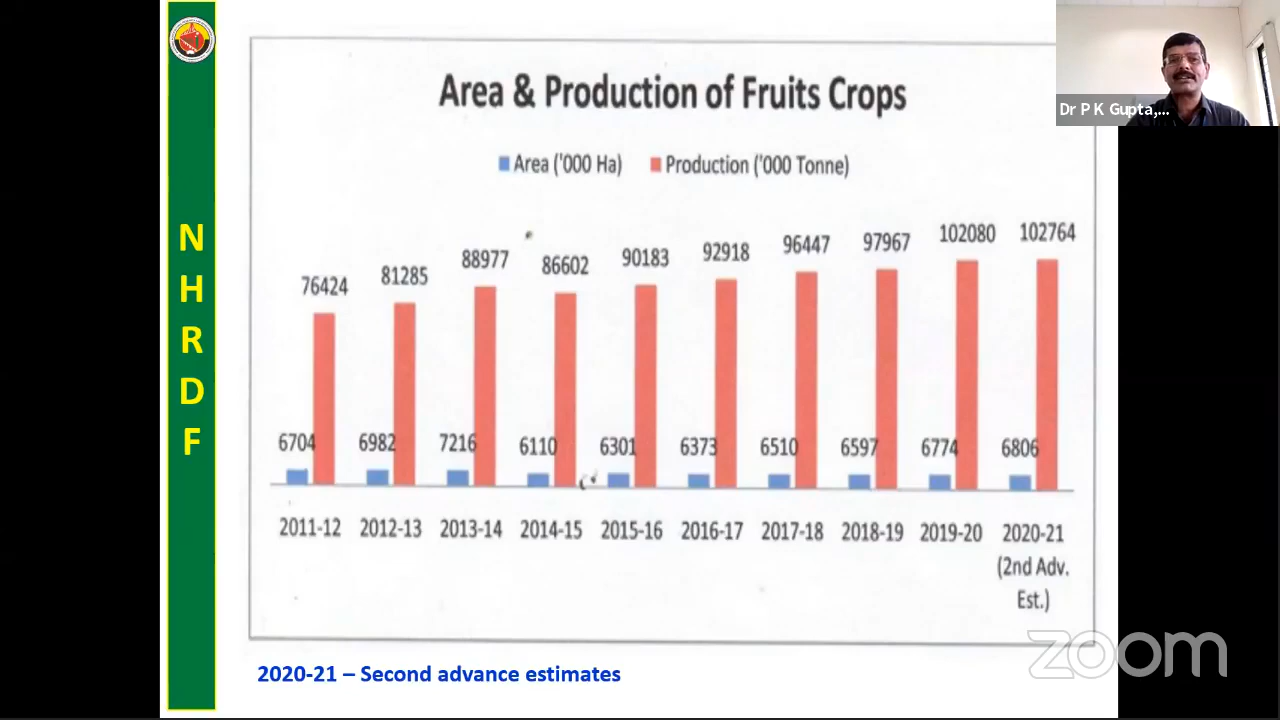 N
H
R
D
F
Area & Production of Fruits Crops
Area ('000 Ha) Production ('000 Tonne)
76424 81285 88977 86602 90183 92918 96447 97967 102080 102764
6704 6982 7216 6110 6301 6373 6510 6597 6774 6806
2011-12 2012-13 2013-14 2014-15 2015-16 2016-17 2017-18 2018-19 2019-20 2020-21
(2nd Adv.
Est.)
2020-21 – Second advance estimates
Dr P K Gupta,...
zoom